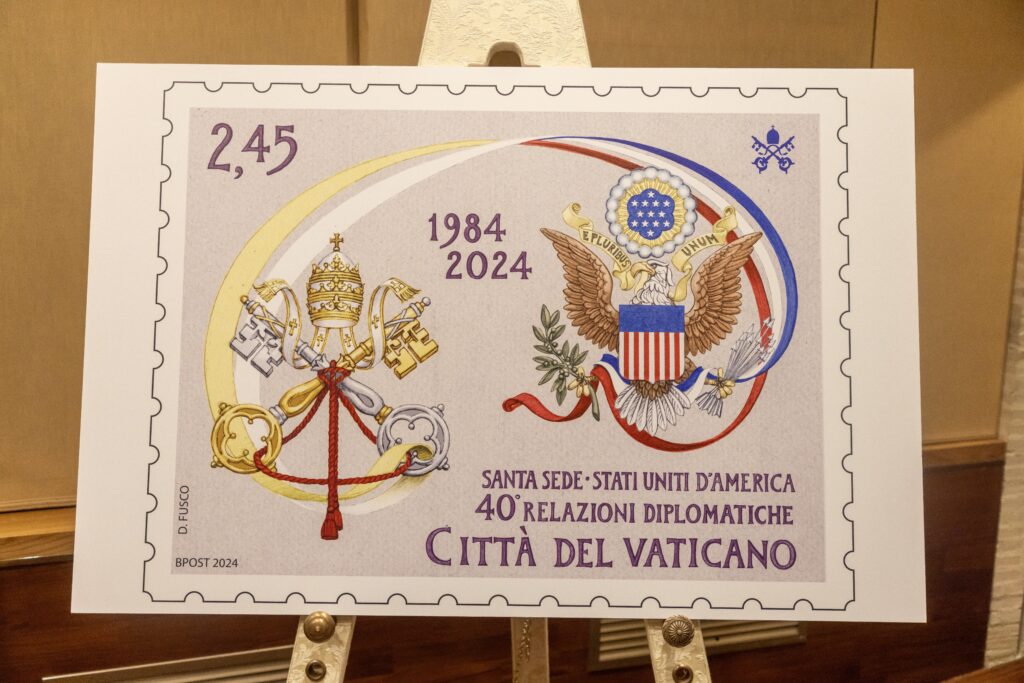 2,45
1984
2024
E PLURIBUS UNUM
SANTA SEDE · STATI UNITI D'AMERICA
40° RELAZIONI DIPLOMATICHE
CITTÀ DEL VATICANO
D. FUSCO
BPOST 2024